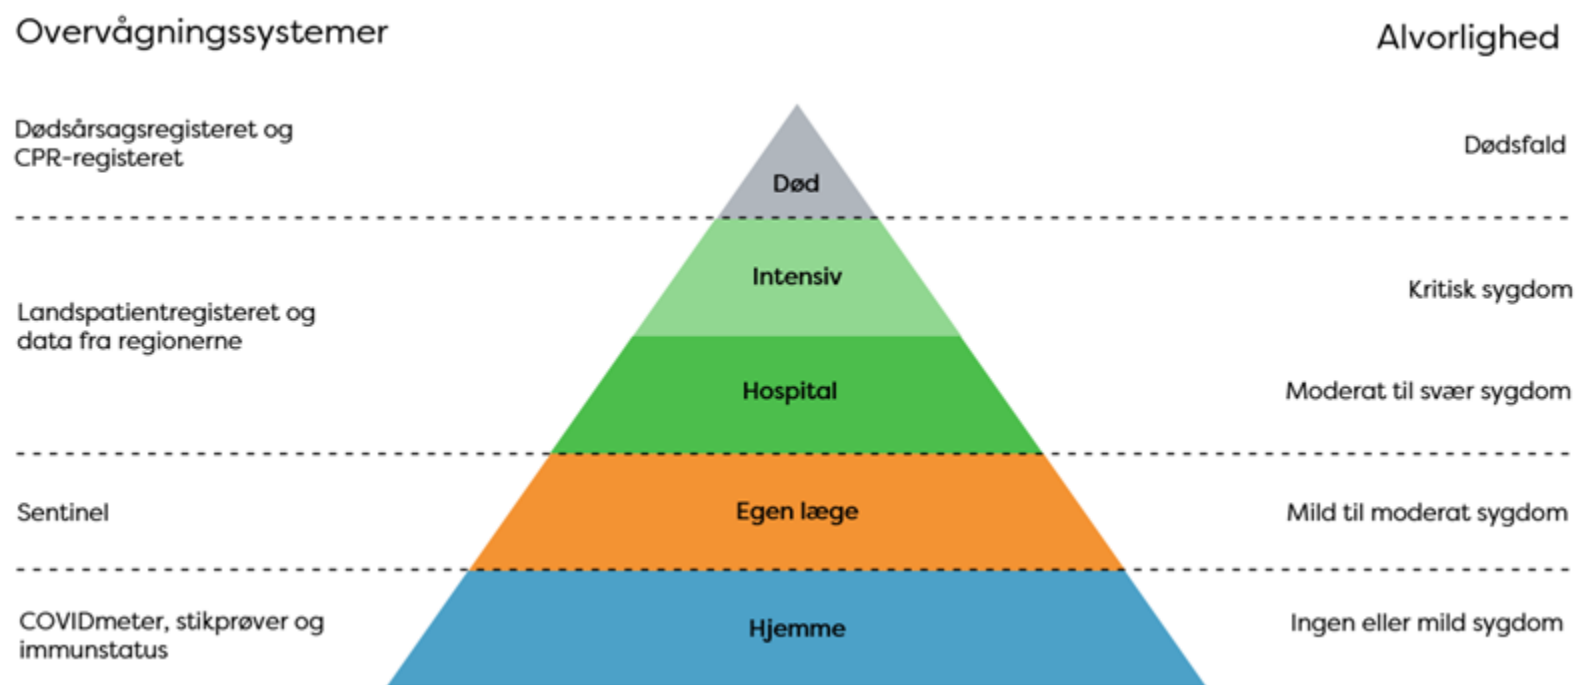 Overvågningssystemer
Alvorlighed
Dødsårsagsregisteret og
CPR-registeret
Død
Dødsfald
Landspatientregisteret og
data fra regionerne
Intensiv
Kritisk sygdom
Hospital
Moderat til svær sygdom
Sentinel
Egen læge
Mild til moderat sygdom
COVIDmeter, stikprøver og
immunstatus
Hjemme
Ingen eller mild sygdom